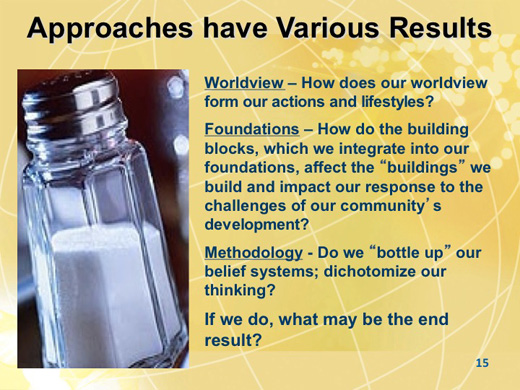 Approaches have Various Results
Worldview – How does our worldview
form our actions and lifestyles?
Foundations – How do the building
blocks, which we integrate into our
foundations, affect the “buildings” we
build and impact our response to the
challenges of our community’s
development?
Methodology - Do we “bottle up” our
belief systems; dichotomize our
thinking?
If we do, what may be the end
result?
15